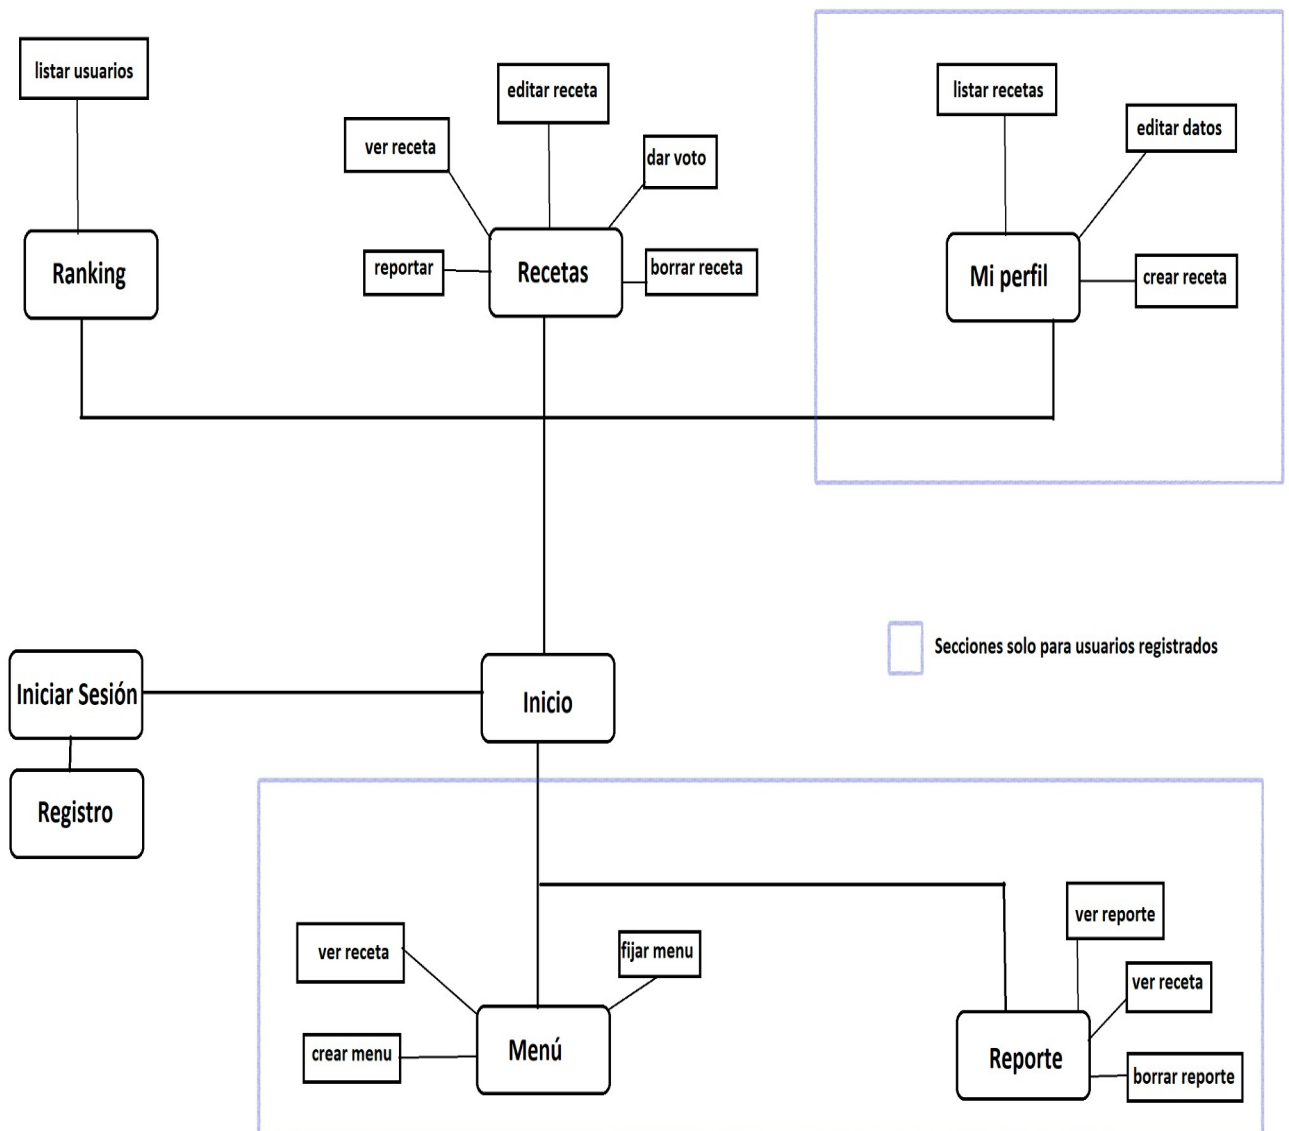 listar usuarios
editar receta
listar recetas
ver receta
dar voto
editar datos
Ranking
reportar
Recetas
borrar receta
Mi perfil
crear receta
Secciones solo para usuarios registrados
Iniciar Sesión
Inicio
Registro
ver receta
fijar menu
ver reporte
ver receta
crear menu
Menú
Reporte
borrar reporte